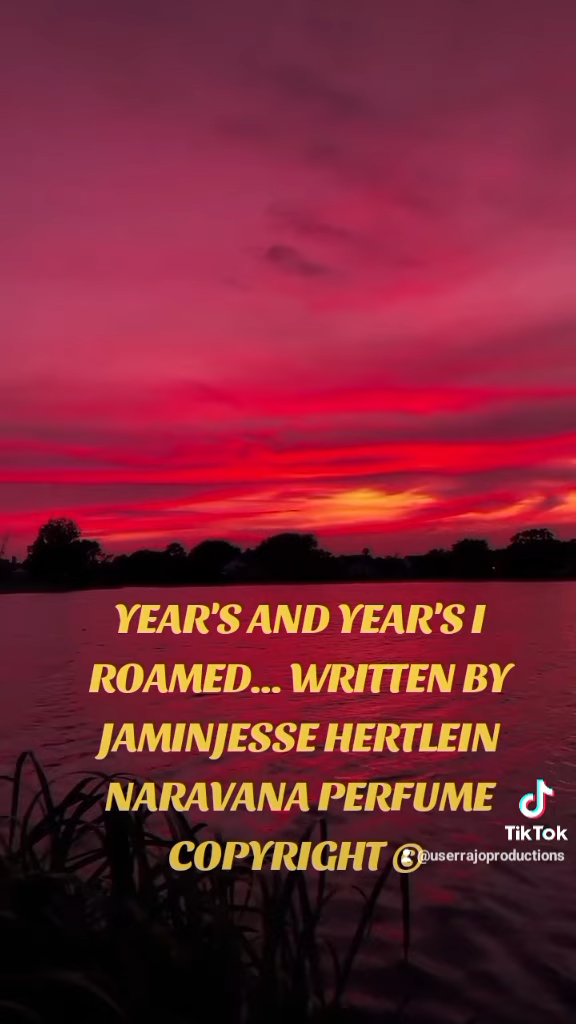 YEAR'S AND YEAR'S I
ROAMED... WRITTEN BY
JAMINJESSE HERTLEIN
NARAVANA PERFUME
COPYRIGHT ©
TikTok
@userrajoproductions